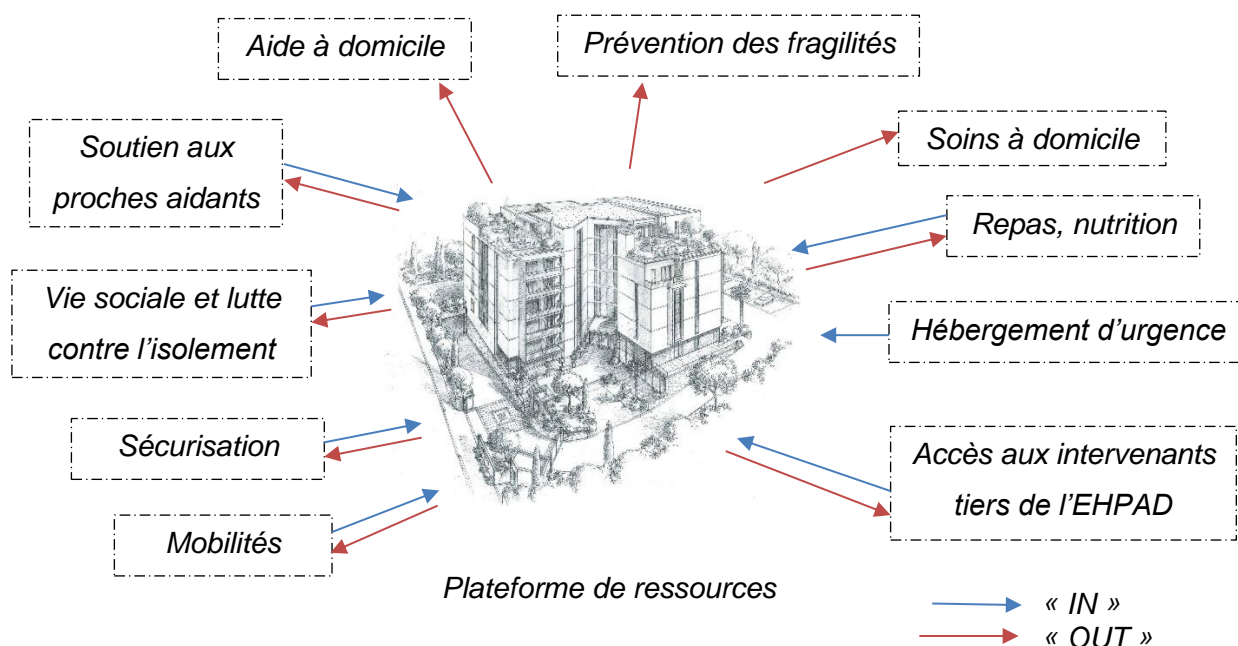 Aide à domicile
Prévention des fragilités
Soutien aux
proches aidants
Soins à domicile
Repas, nutrition
Vie sociale et lutte
contre l'isolement
Hébergement d'urgence
Sécurisation
Accès aux intervenants
tiers de l'EHPAD
Mobilités
Plateforme de ressources
« IN »
« OUT »